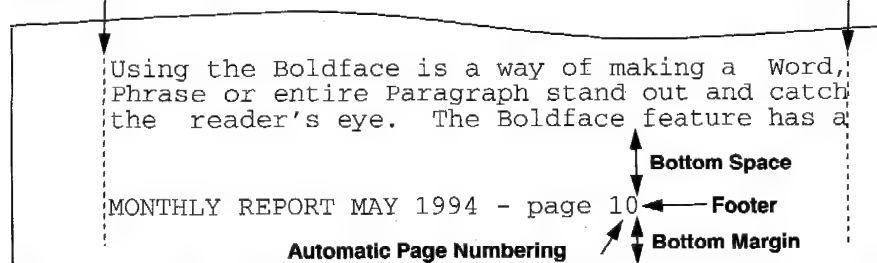 Using the Boldface is a way of making a  Word,
Phrase or entire Paragraph stand out and catch
the  reader's eye.  The Boldface feature has a
Bottom Space
MONTHLY REPORT MAY 1994 - page 10 Footer
Automatic Page Numbering Bottom Margin